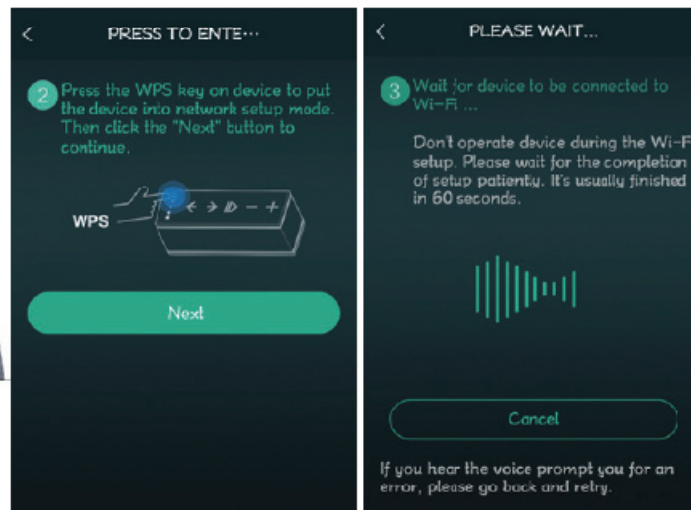 PRESS TO ENTE···
2
Press the WPS key on device to put
the device into network setup mode.
Then click the "Next" button to
continue.
WPS
Next
PLEASE WAIT...
3
Wait for device to be connected to
Wi-Fi ...
Don't operate device during the Wi-F
setup. Please wait for the completion
of setup patiently. It's usually finished
in 60 seconds.
Cancel
If you hear the voice prompt you for an
error, please go back and retry.